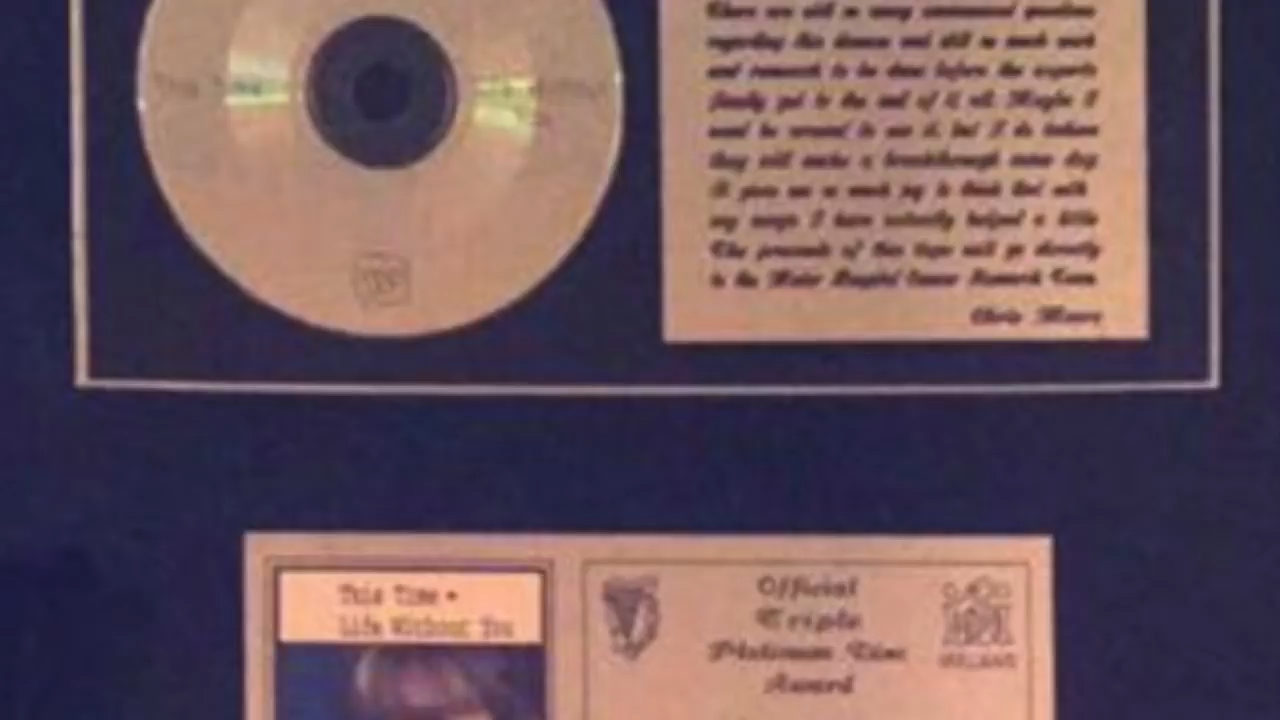 There are still so many unanswered questions
regarding this disease and still so much work
and research to be done before the experts
finally get to the end of it all. Maybe I
wont be around to see it, but I do believe
they will make a breakthrough some day
It gives me so much joy to think that with
my songs I have actually helped a little
The proceeds of this tape will go directly
to the Mater Hospital Cancer Research Team
Chris
This Time •
Life Without You
Official
Triple
Platinum Disc
Award
IRELAND